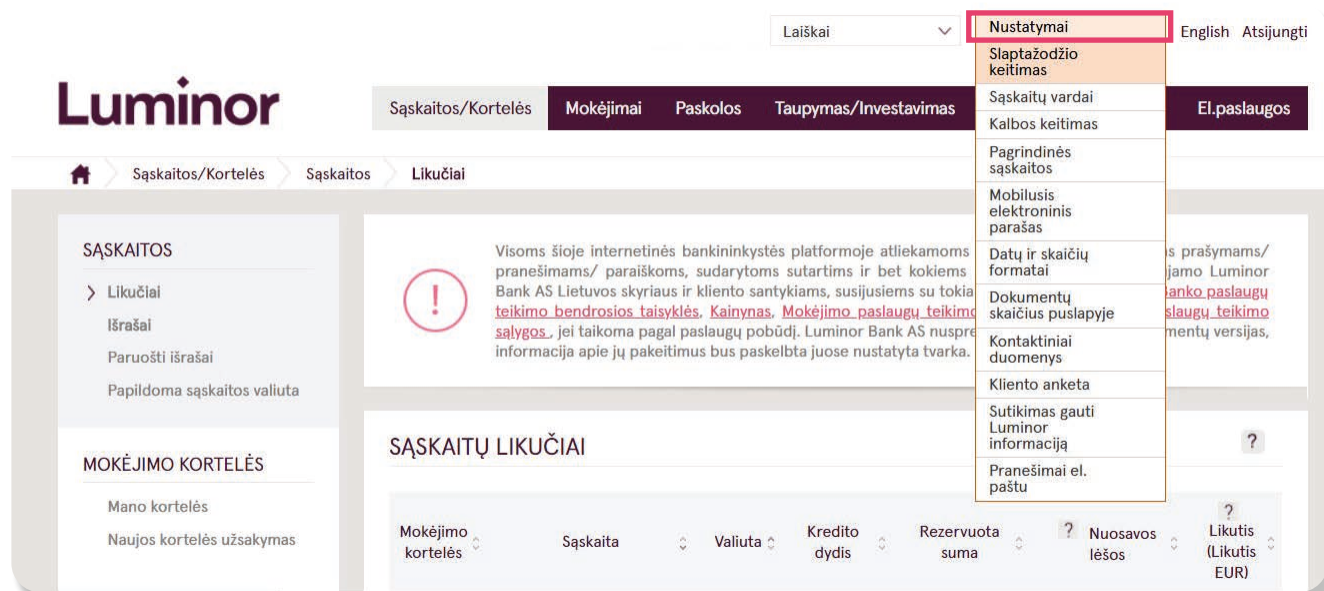 Laiškai
Nustatymai
English Atsijungti
Slaptažodžio
keitimas
Sąskaitų vardai
Kalbos keitimas
Pagrindinės
sąskaitos
Mobilusis
elektroninis
parašas
Datų ir skaičių
formatai
Dokumentų
skaičius puslapyje
Kontaktiniai
duomenys
Kliento anketa
Sutikimas gauti
Luminor
informaciją
Pranešimai el.
paštu
Luminor
Sąskaitos/Kortelės Mokėjimai Paskolos Taupymas/Investavimas El.paslaugos
Sąskaitos/Kortelės Sąskaitos Likučiai
SĄSKAITOS
Likučiai
Išrašai
Paruošti išrašai
Papildoma sąskaitos valiuta
MOKĖJIMO KORTELĖS
Mano kortelės
Naujos kortelės užsakymas
Visoms šioje internetinės bankininkystės platformoje atliekamoms prašymams/
pranešimams/ paraiškoms, sudarytoms sutartims ir bet kokiems Luminor
Bank AS Lietuvos skyriaus ir kliento santykiams, susijusiems su tokia paslaugų
teikimo bendrosios taisyklės, Kainynas, Mokėjimo paslaugų teikimo
sąlygos , jei taikoma pagal paslaugų pobūdį. Luminor Bank AS versijas,
informacija apie jų pakeitimus bus paskelbta juose nustatyta tvarka.
SĄSKAITŲ LIKUČIAI ?
Mokėjimo
kortelės
Sąskaita
Valiuta
Kredito
dydis
Rezervuota
suma
? Nuosavos
lėšos
?
Likutis
(Likutis
EUR)